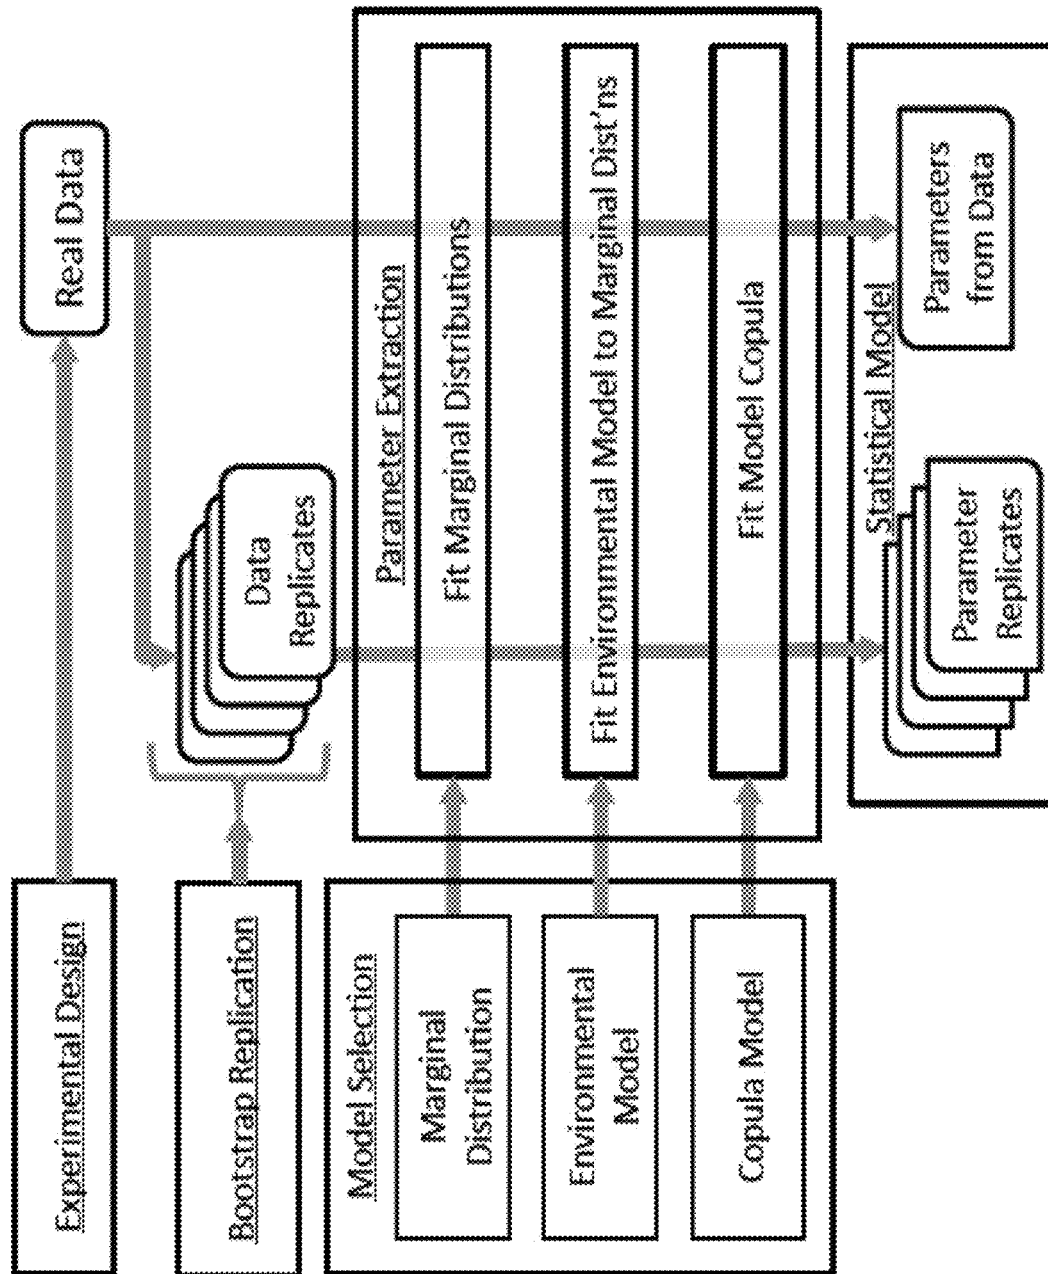 Experimental Design
Real Data
Bootstrap Replication
Data
Replicates
Model Selection
Marginal
Distribution
Environmental
Model
Copula Model
Parameter Extraction
Fit Marginal Distributions
Fit Environmental Model to Marginal Dist'ns
Fit Model Copula
Statistical Model
Parameter
Replicates
Parameters
from Data